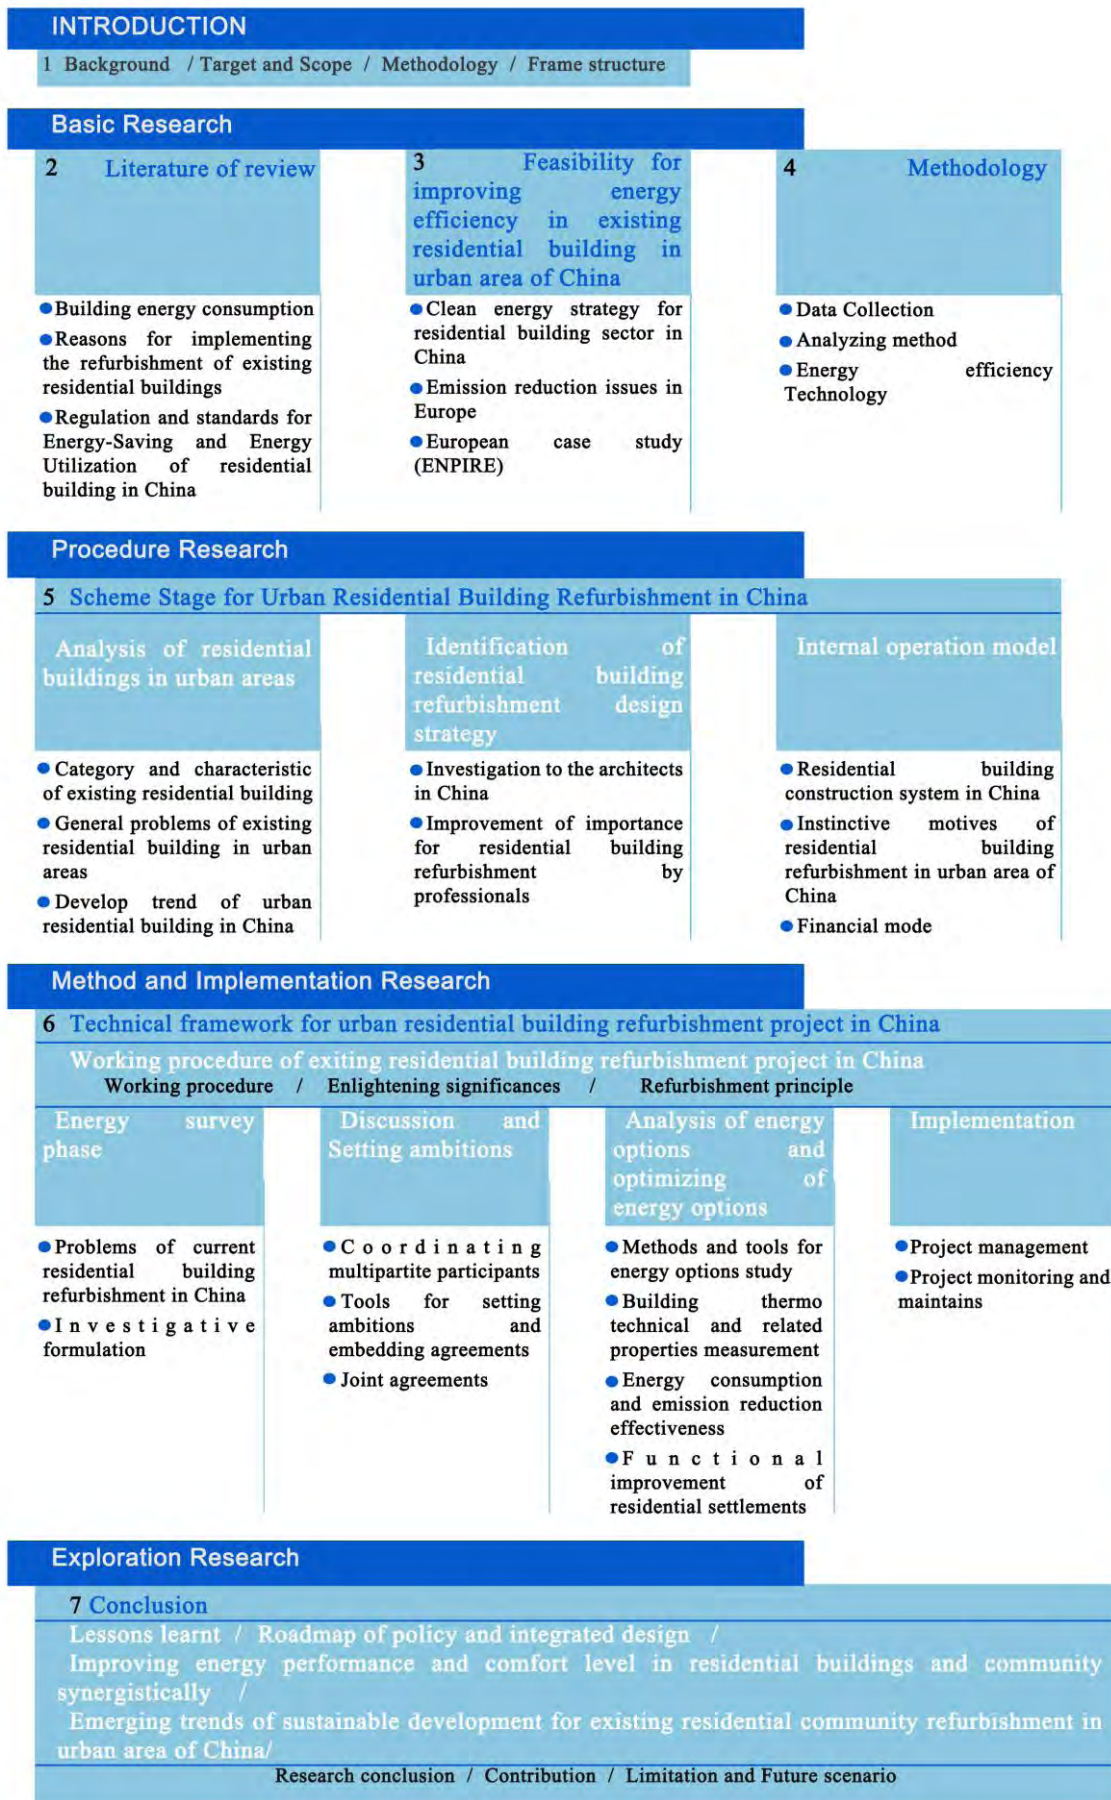 INTRODUCTION
1 Background / Target and Scope / Methodology / Frame structure
Basic Research
2 Literature of review
3 Feasibility for
improving energy
efficiency in existing
residential building in
urban area of China
4 Methodology
●Building energy consumption
●Reasons for implementing
the refurbishment of existing
residential buildings
●Regulation and standards for
Energy-Saving and Energy
Utilization of residential
building in China
●Clean energy strategy for
residential building sector in
China
●Emission reduction issues in
Europe
●European case study
(ENPIRE)
●Data Collection
●Analyzing method
●Energy efficiency
Technology
Procedure Research
5 Scheme Stage for Urban Residential Building Refurbishment in China
Analysis of residential
buildings in urban areas
Identification of
residential building
refurbishment design
strategy
Internal operation model
●Category and characteristic
of existing residential building
●General problems of existing
residential building in urban
areas
●Develop trend of urban
residential building in China
●Investigation to the architects
in China
●Improvement of importance
for residential building
refurbishment by
professionals
●Residential building
construction system in China
●Instinctive motives of
residential building
refurbishment in urban area of
China
●Financial mode
Method and Implementation Research
6 Technical framework for urban residential building refurbishment project in China
Working procedure of exiting residential building refurbishment project in China
Working procedure / Enlightening significances / Refurbishment principle
Energy survey
phase
Discussion and
Setting ambitions
Analysis of energy
options and
optimizing of
energy options
Implementation
●Problems of current
residential building
refurbishment in China
●Investigative
formulation
●Coordinating
multipartite participants
●Tools for setting
ambitions and
embedding agreements
●Joint agreements
●Methods and tools for
energy options study
●Building thermo
technical and related
properties measurement
●Energy consumption
and emission reduction
effectiveness
●Functional
improvement of
residential settlements
●Project management
●Project monitoring and
maintains
Exploration Research
7 Conclusion
Lessons learnt / Roadmap of policy and integrated design /
Improving energy performance and comfort level in residential buildings and community
synergistically /
Emerging trends of sustainable development for existing residential community refurbishment in
urban area of China/
Research conclusion / Contribution / Limitation and Future scenario